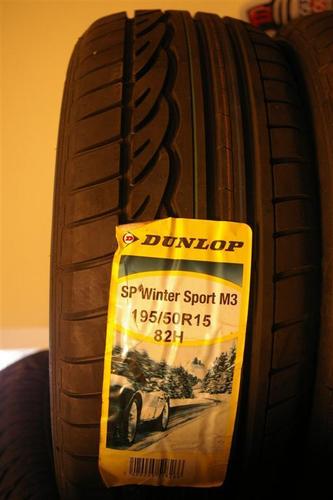 DUNLOP
SP Winter Sport M3
195/50R15
82H